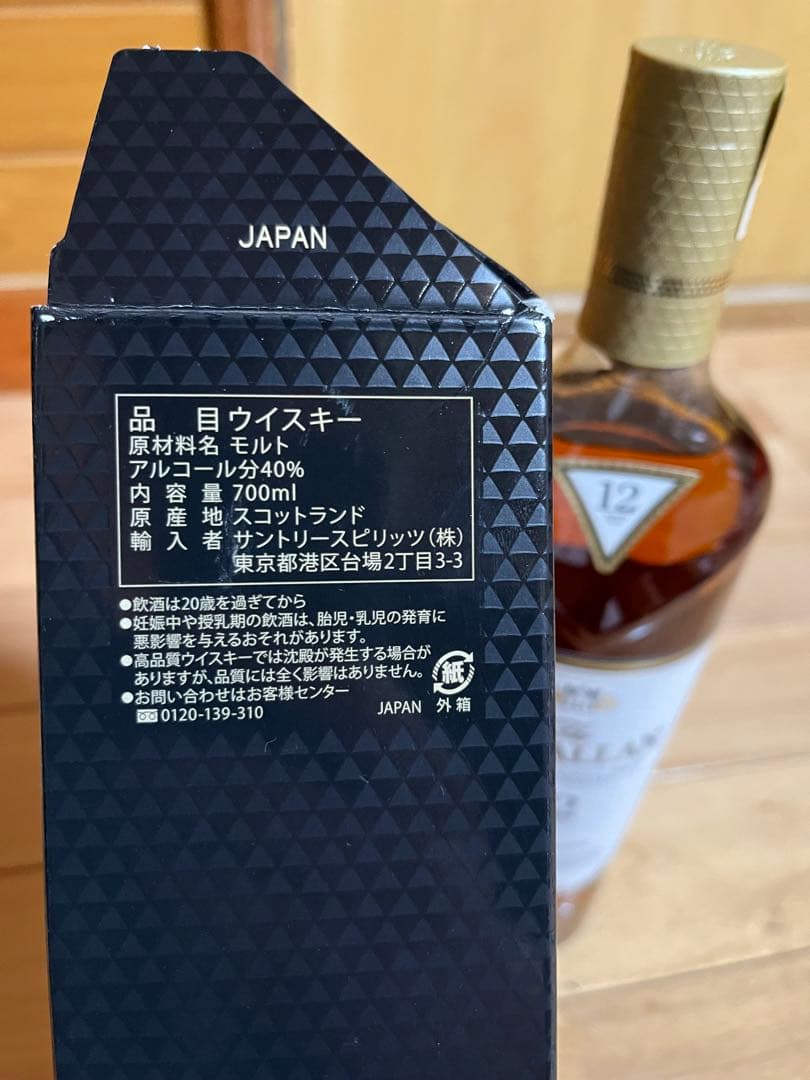 JAPAN
品 目 ウイスキー
原材料名 モルト
アルコール分40%
内容量 700ml
原産地 スコットランド
輸入者 サントリースピリッツ(株)
東京都港区台場2丁目3-3
●飲酒は20歳を過ぎてから
●妊娠中や授乳期の飲酒は、胎児・乳児の発育に
悪影響を与えるおそれがあります。
●高品質ウイスキーでは沈殿が発生する場合が
ありますが、品質には全く影響はありません。
●お問い合わせはお客様センター
0120-139-310
紙
JAPAN 外箱
12